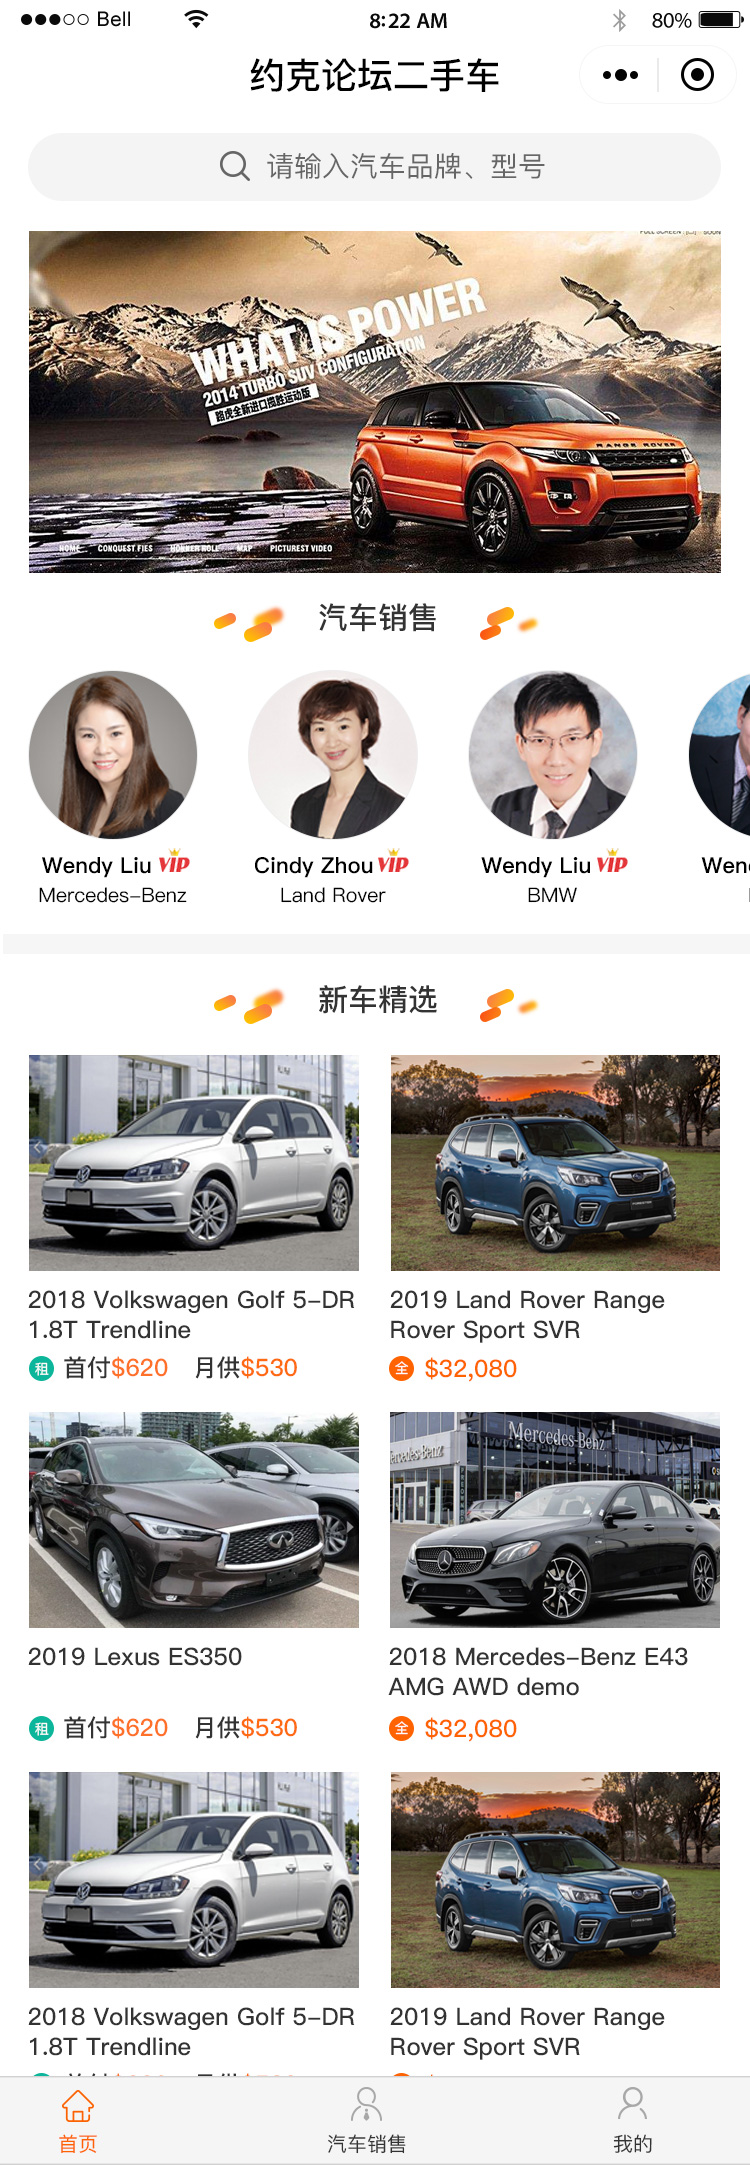 Bell
8:22 AM
80%
约克论坛二手车
请输入汽车品牌、型号
WHAT IS POWER
2014 TURBO SUV CONFIGURATION
路虎全新进口揽胜运动版
RANGE ROVER
HOME
MAP
PICTUREST VIDEO
汽车销售
Wendy Liu VIP
Cindy Zhou VIP
Wendy Liu VIP
Wen
Mercedes-Benz
Land Rover
BMW
新车精选
2018 Volkswagen Golf 5-DR
1.8T Trendline
租 首付$620 月供$530
2019 Land Rover Range
Rover Sport SVR
全 $32,080
Mercedes-Benz
2019 Lexus ES350
租 首付$620 月供$530
2018 Mercedes-Benz E43
AMG AWD demo
全 $32,080
2018 Volkswagen Golf 5-DR
1.8T Trendline
2019 Land Rover Range
Rover Sport SVR
首页
汽车销售
我的